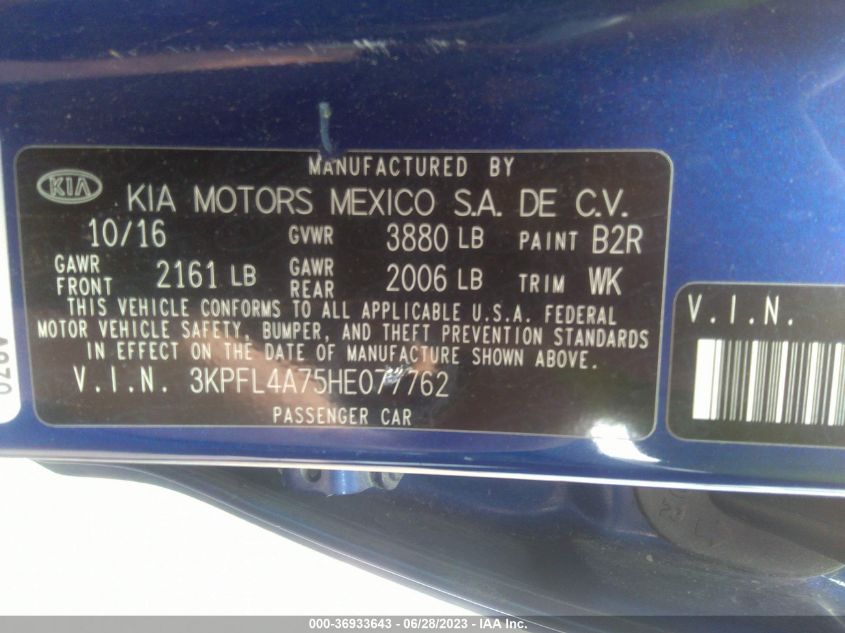 MANUFACTURED BY
KIA KIA MOTORS MEXICO S.A. DE C.V.
10/16 GVWR 3880 LB PAINT B2R
GAWR FRONT 2161 LB GAWR REAR 2006 LB TRIM WK
THIS VEHICLE CONFORMS TO ALL APPLICABLE U.S.A. FEDERAL
MOTOR VEHICLE SAFETY, BUMPER, AND THEFT PREVENTION STANDARDS
IN EFFECT ON THE DATE OF MANUFACTURE SHOWN ABOVE.
V.I.N. 3KPFL4A75HE077762
PASSENGER CAR
V.I.N.
000-36933643 - 06/28/2023 - IAA Inc.